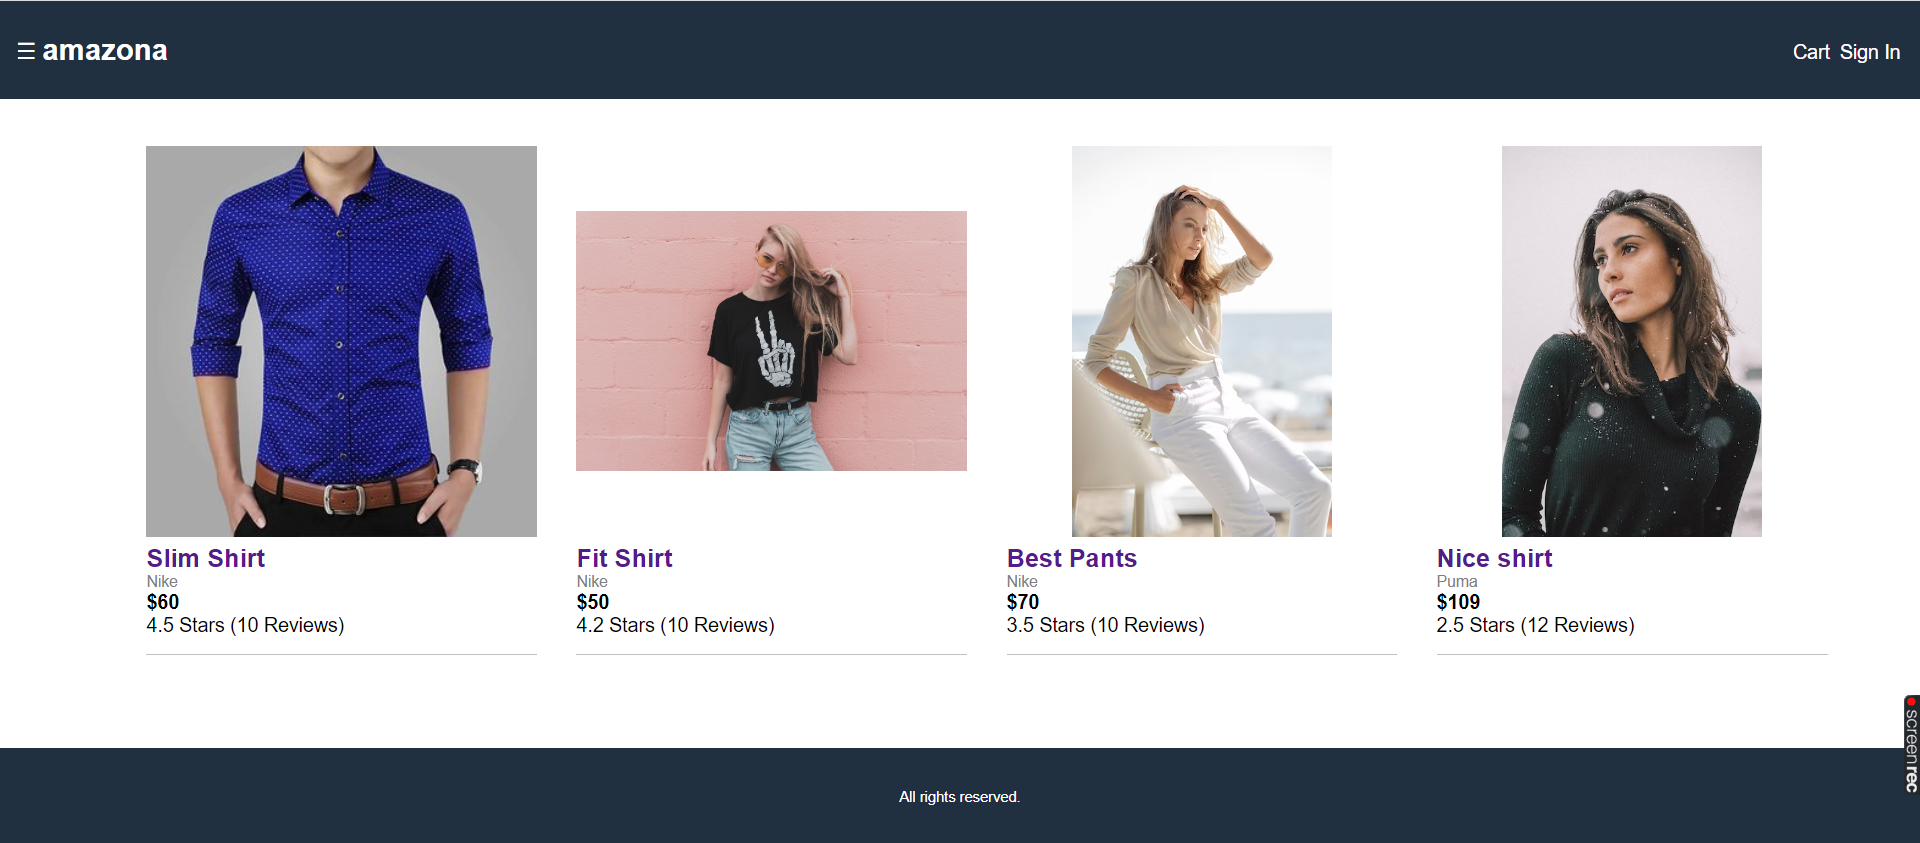 ☰ amazona
Cart Sign In
Slim Shirt
Nike
$60
4.5 Stars (10 Reviews)
Fit Shirt
Nike
$50
4.2 Stars (10 Reviews)
Best Pants
Nike
$70
3.5 Stars (10 Reviews)
Nice shirt
Puma
$109
2.5 Stars (12 Reviews)
screenrec
All rights reserved.